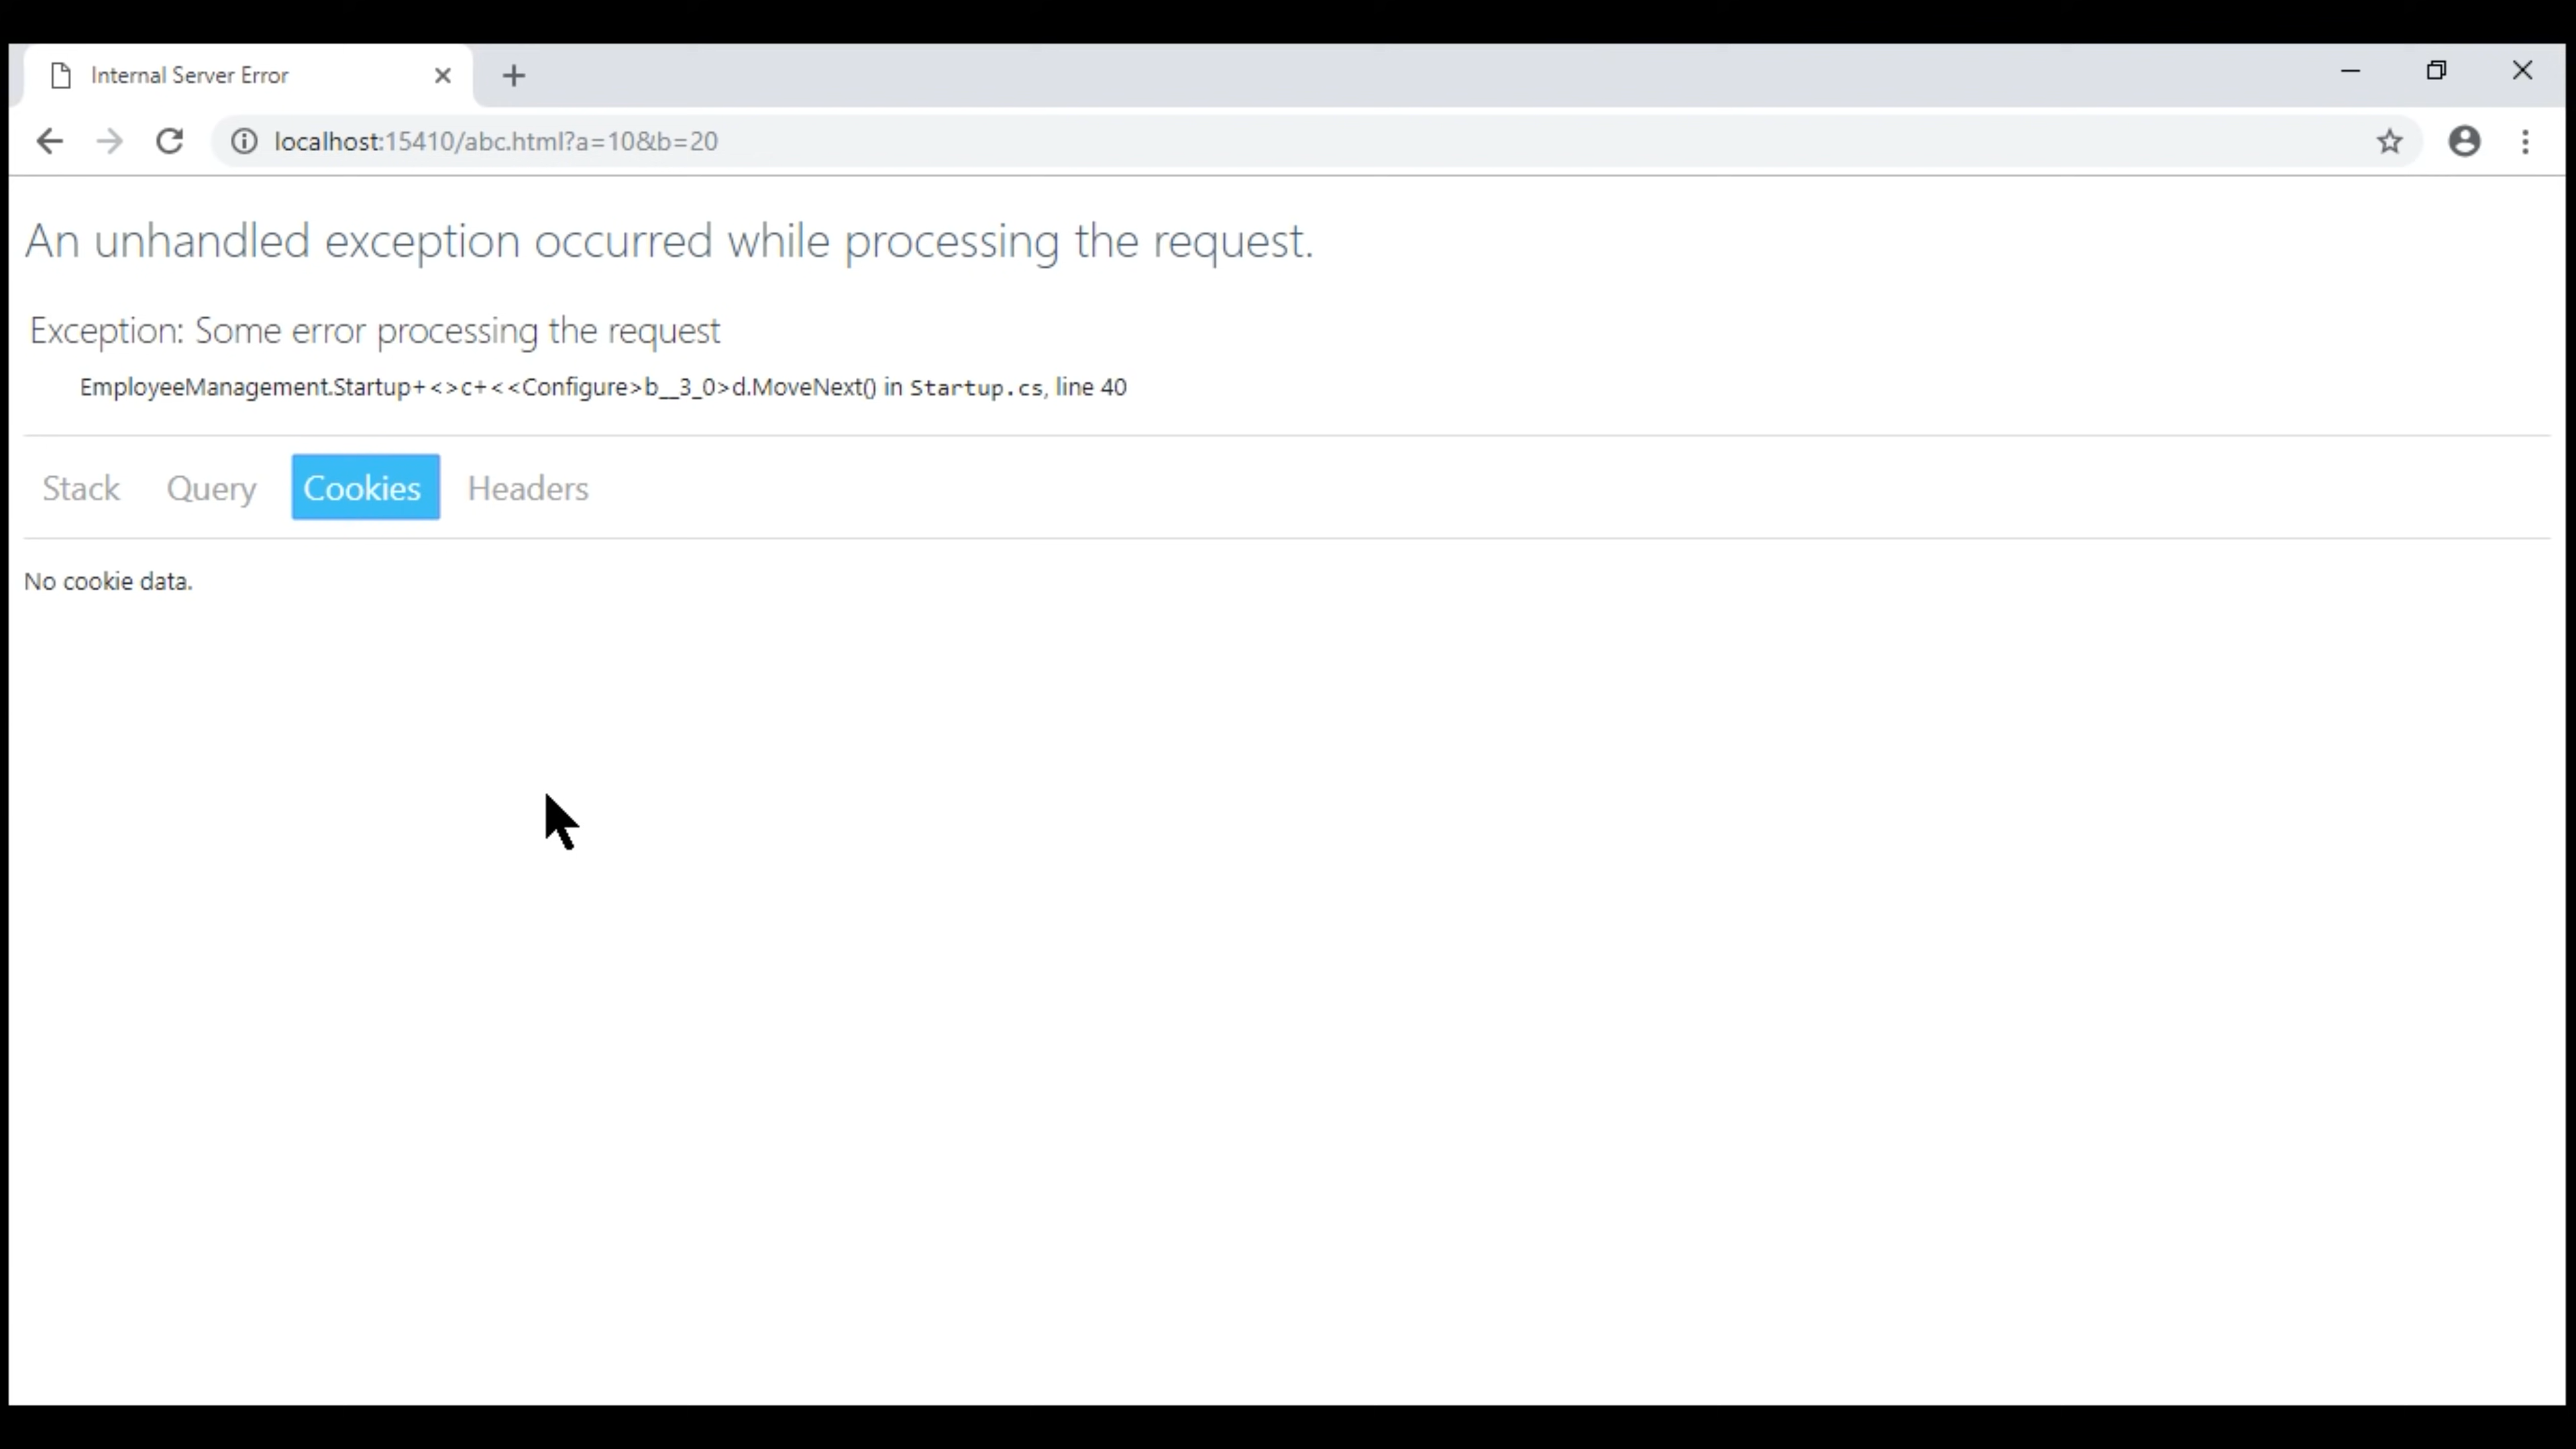 Internal Server Error
localhost:15410/abc.html?a=10&b=20
An unhandled exception occurred while processing the request.
Exception: Some error processing the request
EmployeeManagement.Startup+<>c+<<Configure>b__3_0>d.MoveNext() in Startup.cs, line 40
Stack Query Cookies Headers
No cookie data.